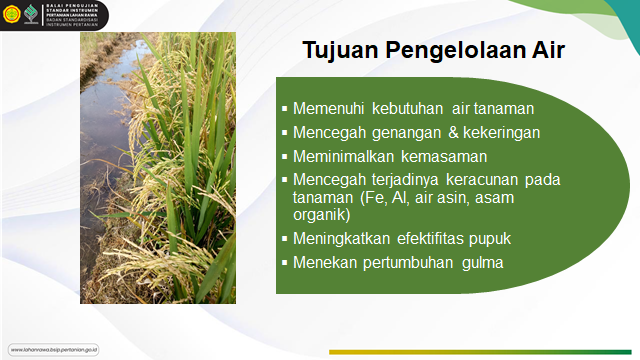 BALAI PENGUJIAN
STANDAR INSTRUMEN
PERTANIAN LAHAN RAWA
BADAN STANDARDISASI
INSTRUMEN PERTANIAN
Tujuan Pengelolaan Air
▪ Memenuhi kebutuhan air tanaman
▪ Mencegah genangan & kekeringan
▪ Meminimalkan kemasaman
▪ Mencegah terjadinya keracunan pada
tanaman (Fe, Al, air asin, asam
organik)
▪ Meningkatkan efektifitas pupuk
▪ Menekan pertumbuhan gulma
www.lahanrawa.bsip.pertanian.go.id